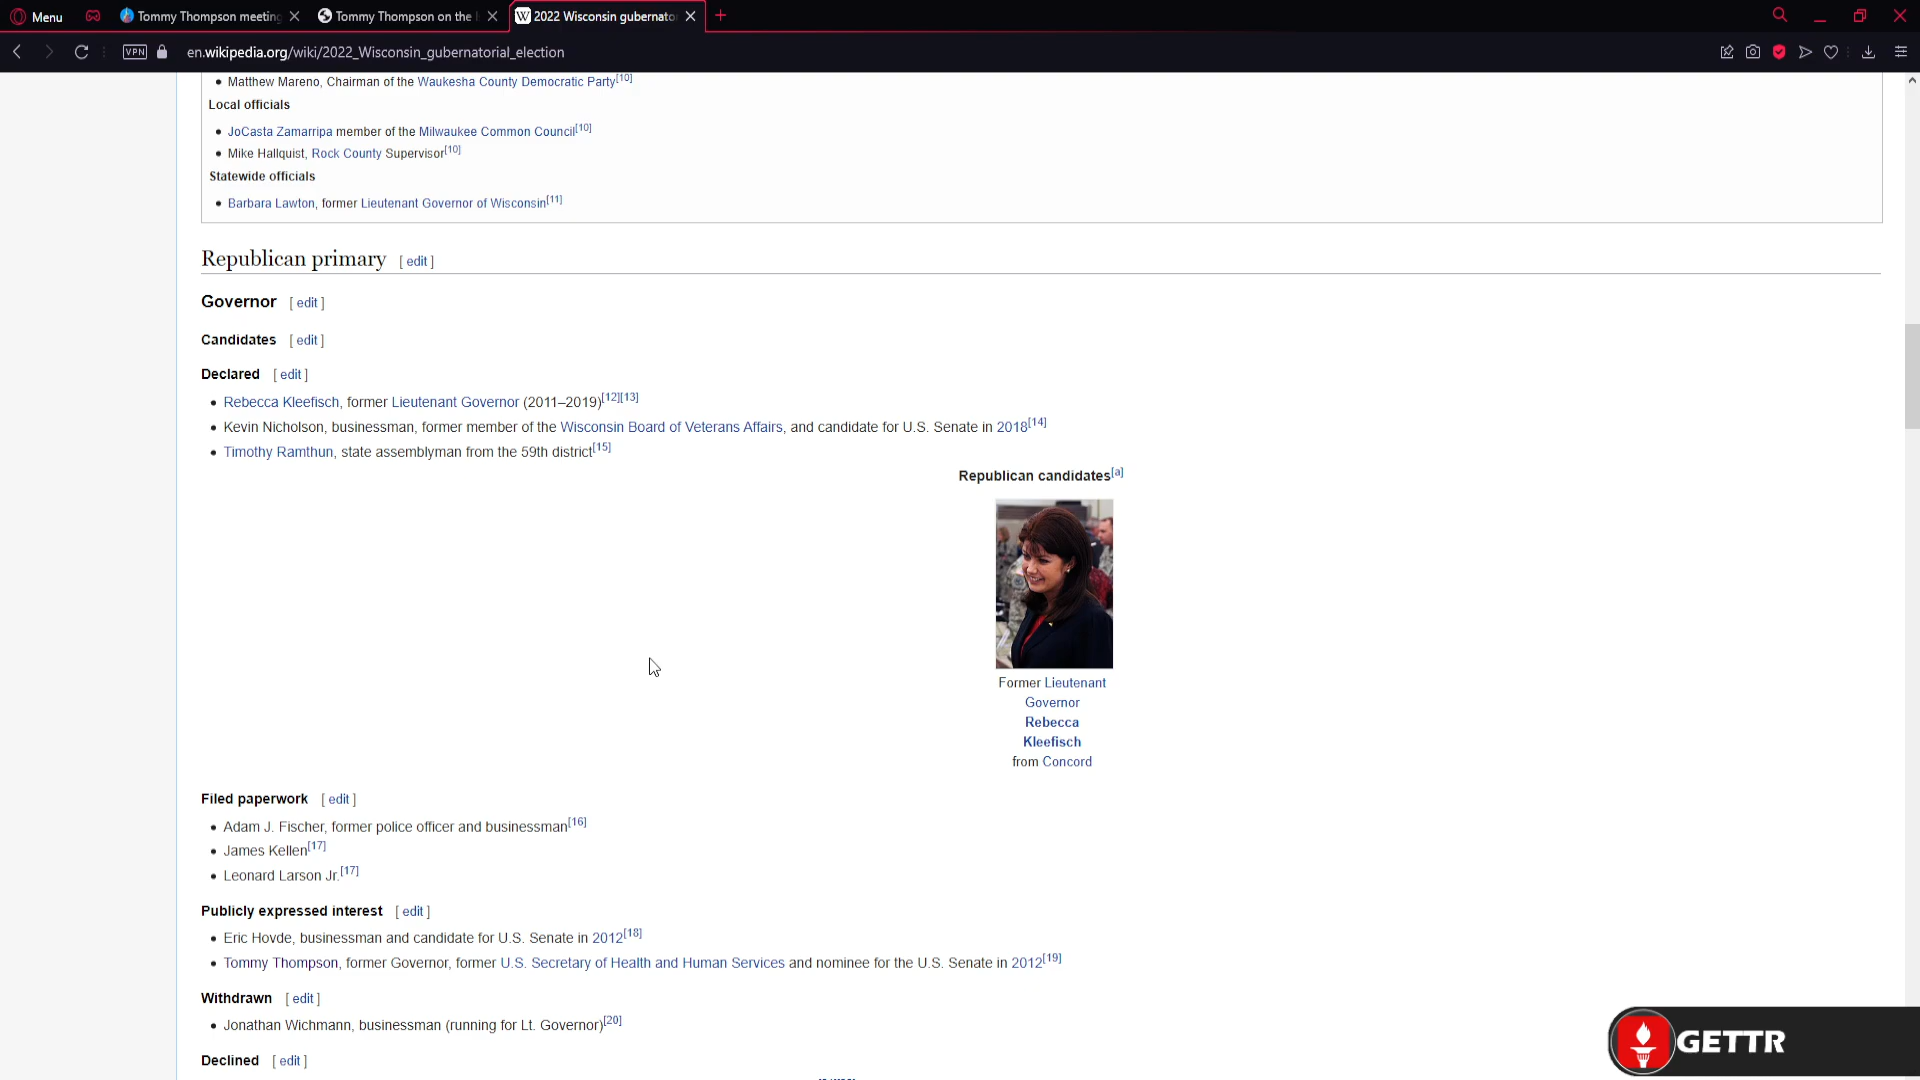 Menu
Tommy Thompson meeting
Tommy Thompson on the
2022 Wisconsin gubernato
VPN
en.wikipedia.org/wiki/2022_Wisconsin_gubernatorial_election
Matthew Mareno, Chairman of the Waukesha County Democratic Party[10]
Local officials
JoCasta Zamarripa member of the Milwaukee Common Council[10]
Mike Hallquist, Rock County Supervisor[10]
Statewide officials
Barbara Lawton, former Lieutenant Governor of Wisconsin[11]
Republican primary [ edit ]
Governor [ edit ]
Candidates [ edit ]
Declared [ edit ]
Rebecca Kleefisch, former Lieutenant Governor (2011–2019)[12][13]
Kevin Nicholson, businessman, former member of the Wisconsin Board of Veterans Affairs, and candidate for U.S. Senate in 2018[14]
Timothy Ramthun, state assemblyman from the 59th district[15]
Republican candidates[a]
Former Lieutenant
Governor
Rebecca
Kleefisch
from Concord
Filed paperwork [ edit ]
Adam J. Fischer, former police officer and businessman[16]
James Kellen[17]
Leonard Larson Jr.[17]
Publicly expressed interest [ edit ]
Eric Hovde, businessman and candidate for U.S. Senate in 2012[18]
Tommy Thompson, former Governor, former U.S. Secretary of Health and Human Services and nominee for the U.S. Senate in 2012[19]
Withdrawn [ edit ]
Jonathan Wichmann, businessman (running for Lt. Governor)[20]
Declined [ edit ]
GETTR